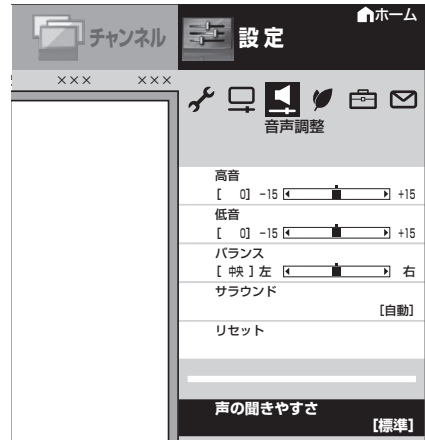 ホーム
チャンネル
設定
××× ×××
音声調整
高音
[ 0] -15 +15
低音
[ 0] -15 +15
バランス
[ 中央 ] 左 右
サラウンド
[自動]
リセット
声の聞きやすさ
[標準]